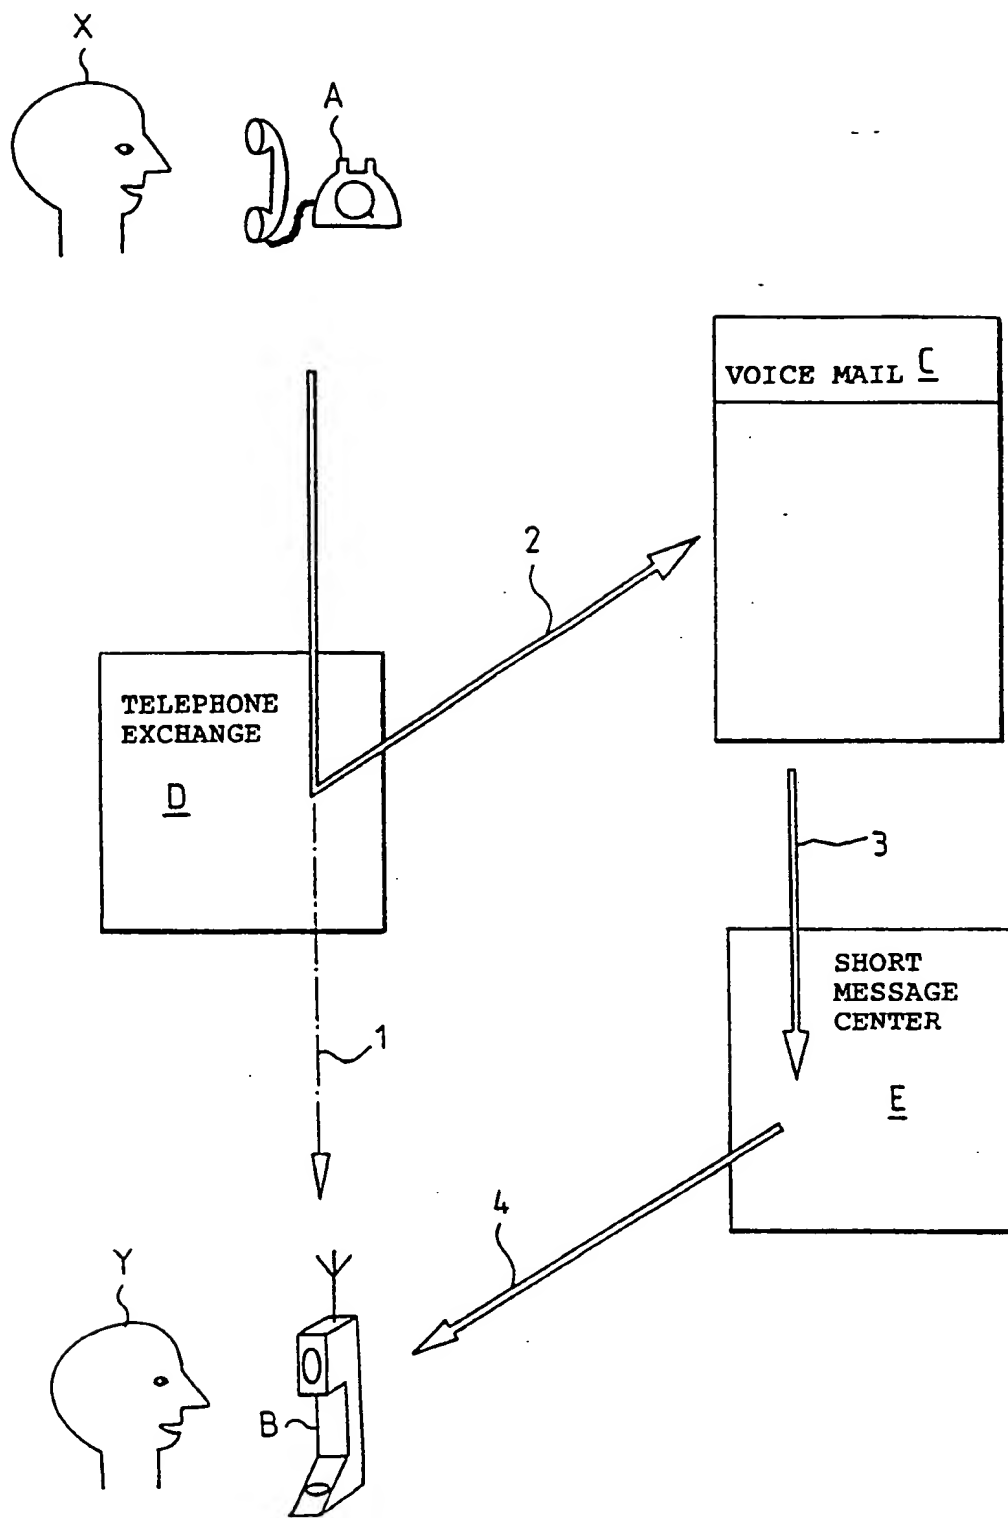 X
A
VOICE MAIL C
2
TELEPHONE
EXCHANGE
D
3
SHORT
MESSAGE
CENTER
1
E
4
Y
B